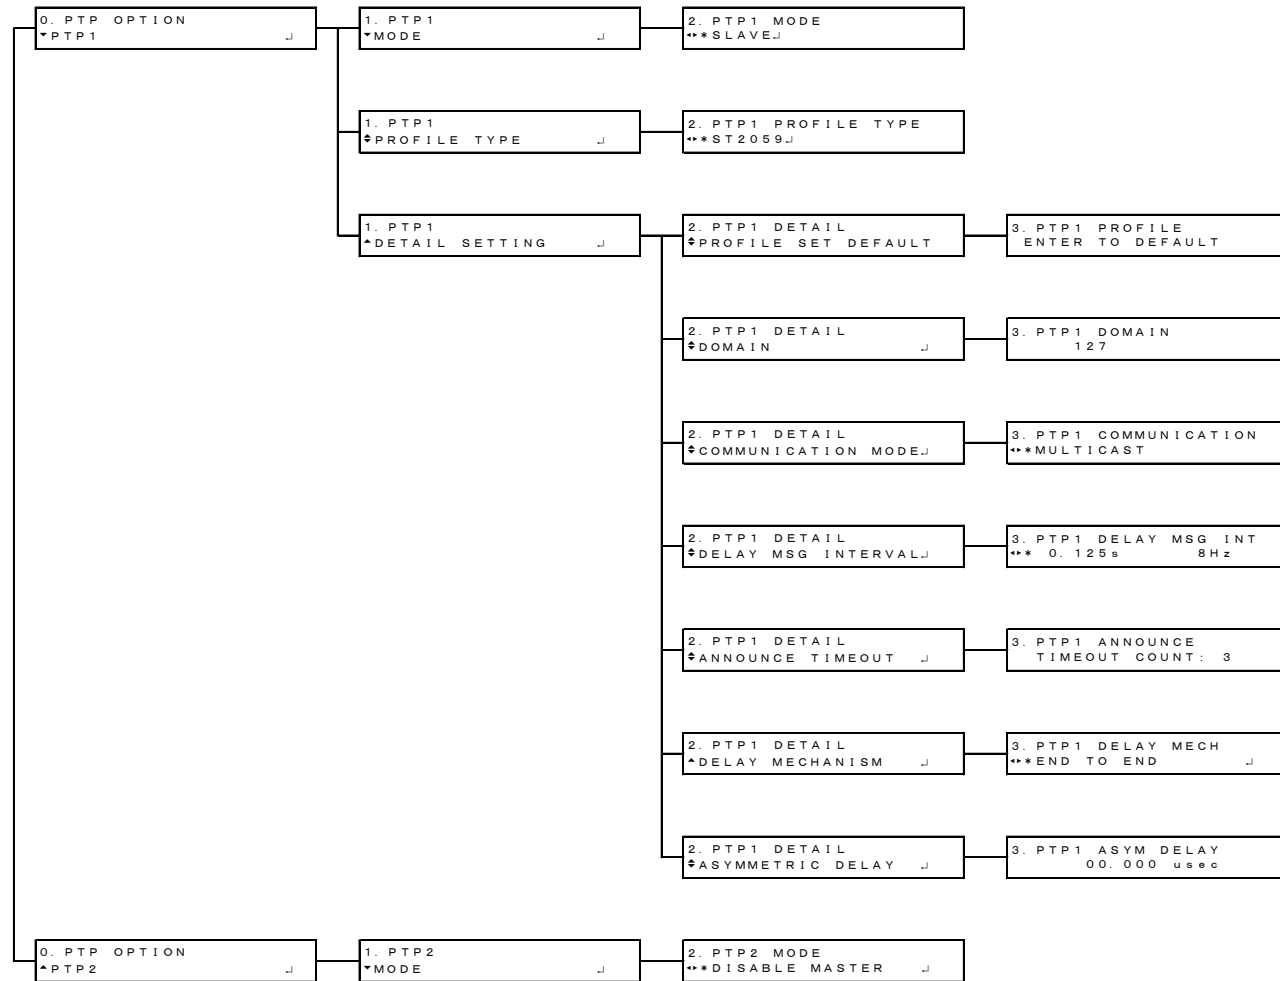 0. PTP OPTION
▾PTP1 ↵
1. PTP1
▾MODE ↵
2. PTP1 MODE
◂▸*SLAVE↵
1. PTP1
♦PROFILE TYPE ↵
2. PTP1 PROFILE TYPE
◂▸*ST2059↵
1. PTP1
▴DETAIL SETTING ↵
2. PTP1 DETAIL
♦PROFILE SET DEFAULT
3. PTP1 PROFILE
ENTER TO DEFAULT
2. PTP1 DETAIL
♦DOMAIN ↵
3. PTP1 DOMAIN
127
2. PTP1 DETAIL
♦COMMUNICATION MODE↵
3. PTP1 COMMUNICATION
◂▸*MULTICAST
2. PTP1 DETAIL
♦DELAY MSG INTERVAL↵
3. PTP1 DELAY MSG INT
◂▸* 0.125s 8Hz
2. PTP1 DETAIL
♦ANNOUNCE TIMEOUT ↵
3. PTP1 ANNOUNCE
TIMEOUT COUNT: 3
2. PTP1 DETAIL
▴DELAY MECHANISM ↵
3. PTP1 DELAY MECH
◂▸*END TO END ↵
2. PTP1 DETAIL
♦ASYMMETRIC DELAY ↵
3. PTP1 ASYM DELAY
00.000 usec
0. PTP OPTION
▴PTP2 ↵
1. PTP2
▾MODE ↵
2. PTP2 MODE
◂▸*DISABLE MASTER ↵